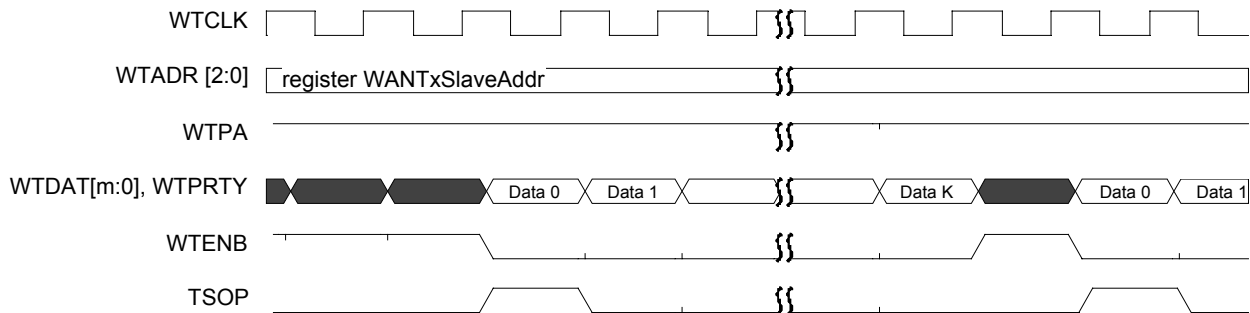 WTCLK
WTADR [2:0] register WANTxSlaveAddr
WTPA
WTDAT[m:0], WTPRTY Data 0 Data 1 Data K Data 0 Data 1
WTENB
TSOP